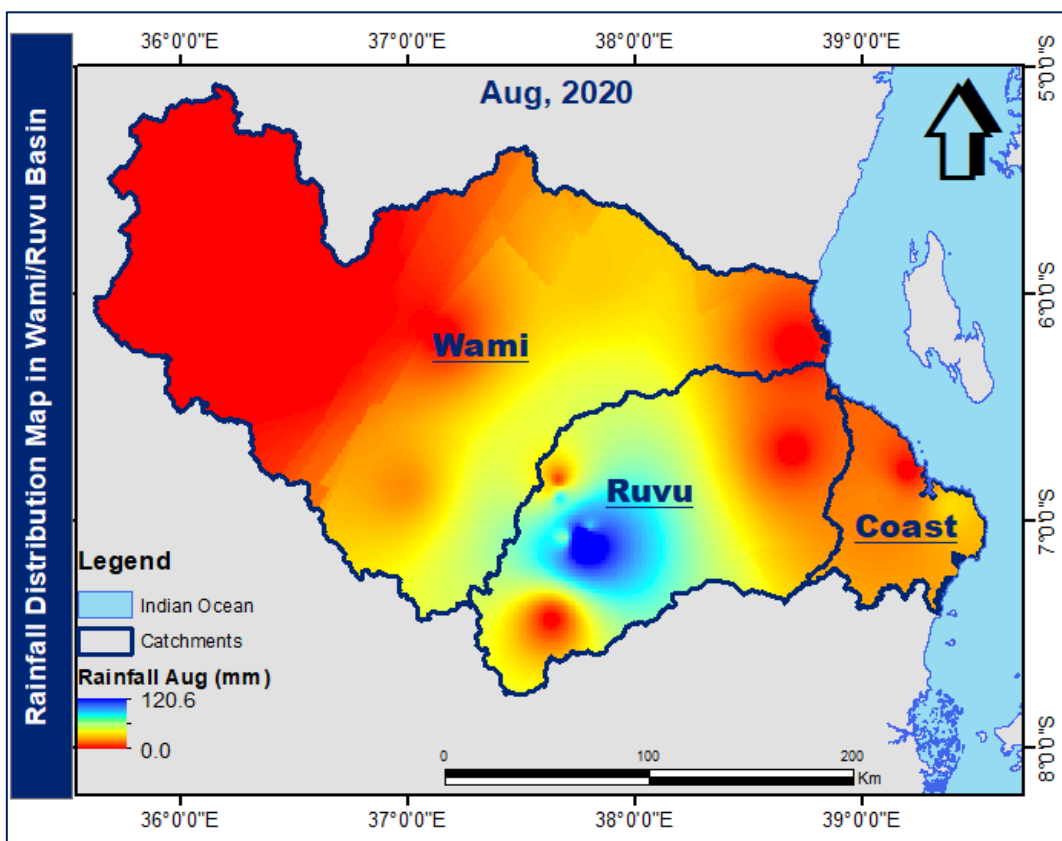 Rainfall Distribution Map in Wami/Ruvu Basin
36°0'0"E 37°0'0"E 38°0'0"E 39°0'0"E
Aug, 2020
5°0'0"S
6°0'0"S
7°0'0"S
8°0'0"S
Wami
Ruvu
Coast
Legend
Indian Ocean
Catchments
Rainfall Aug (mm)
120.6
0.0
0 100 200
Km
36°0'0"E 37°0'0"E 38°0'0"E 39°0'0"E